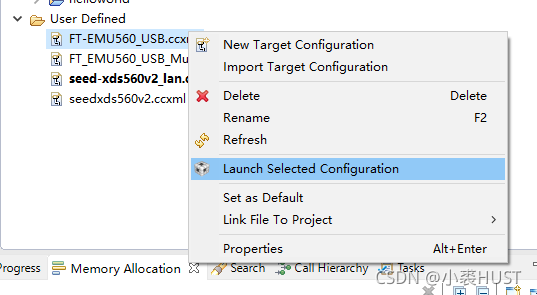 helloworld
User Defined
FT-EMU560_USB.ccxm
FT_EMU560_USB_Mu
seed-xds560v2_lan.c
seedxds560v2.ccxml
New Target Configuration
Import Target Configuration
Delete Delete
Rename F2
Refresh
Launch Selected Configuration
Set as Default
Link File To Project >
Properties Alt+Enter
Progress Memory Allocation Search Call Hierarchy Tasks
CSDN @小裘HUST